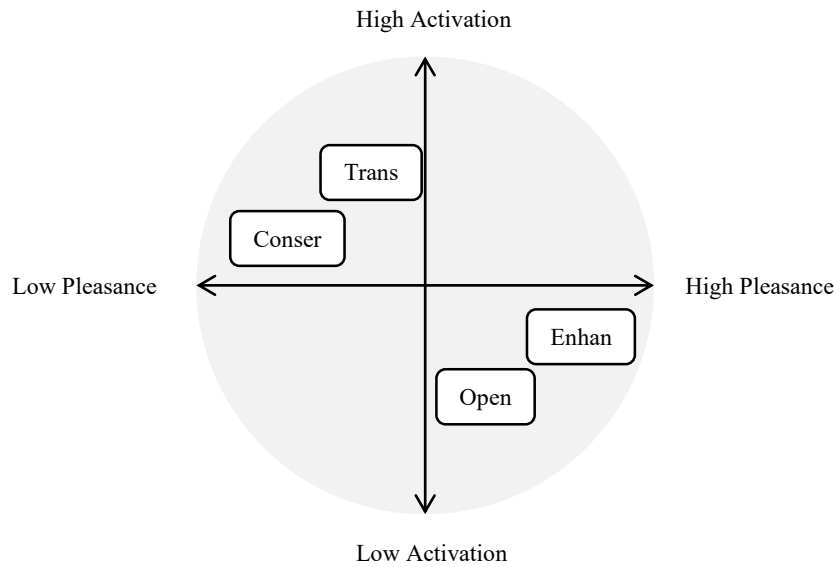 High Activation
Trans
Conser
Low Pleasance
High Pleasance
Enhan
Open
Low Activation